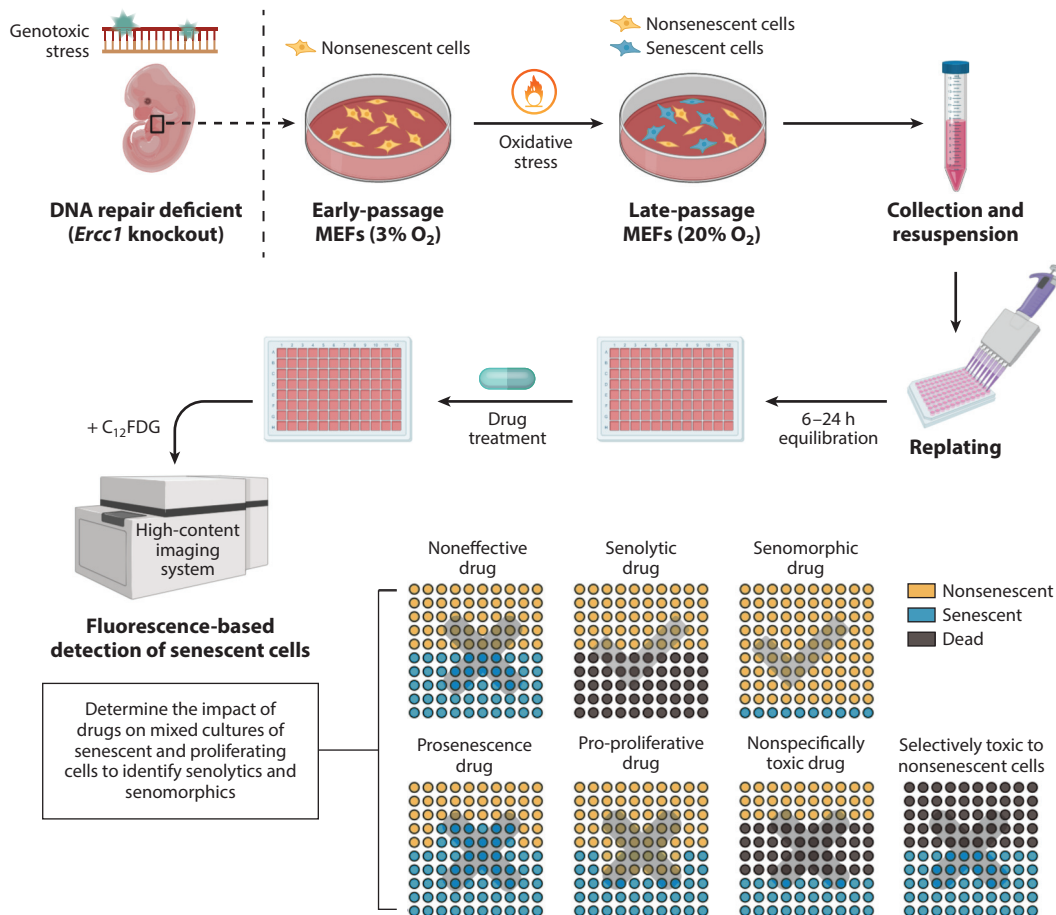 Genotoxic
stress
Nonsenescent cells
Nonsenescent cells
Senescent cells
Oxidative
stress
DNA repair deficient
(Ercc1 knockout)
Early-passage
MEFs (3% O₂)
Late-passage
MEFs (20% O₂)
Collection and
resuspension
+ C₁₂FDG
Drug
treatment
6–24 h
equilibration
Replating
High-content
imaging
system
Fluorescence-based
detection of senescent cells
Determine the impact of
drugs on mixed cultures of
senescent and proliferating
cells to identify senolytics and
senomorphics
Noneffective
drug
Senolytic
drug
Senomorphic
drug
Nonsenescent
Senescent
Dead
Prosenescence
drug
Pro-proliferative
drug
Nonspecifically
toxic drug
Selectively toxic to
nonsenescent cells